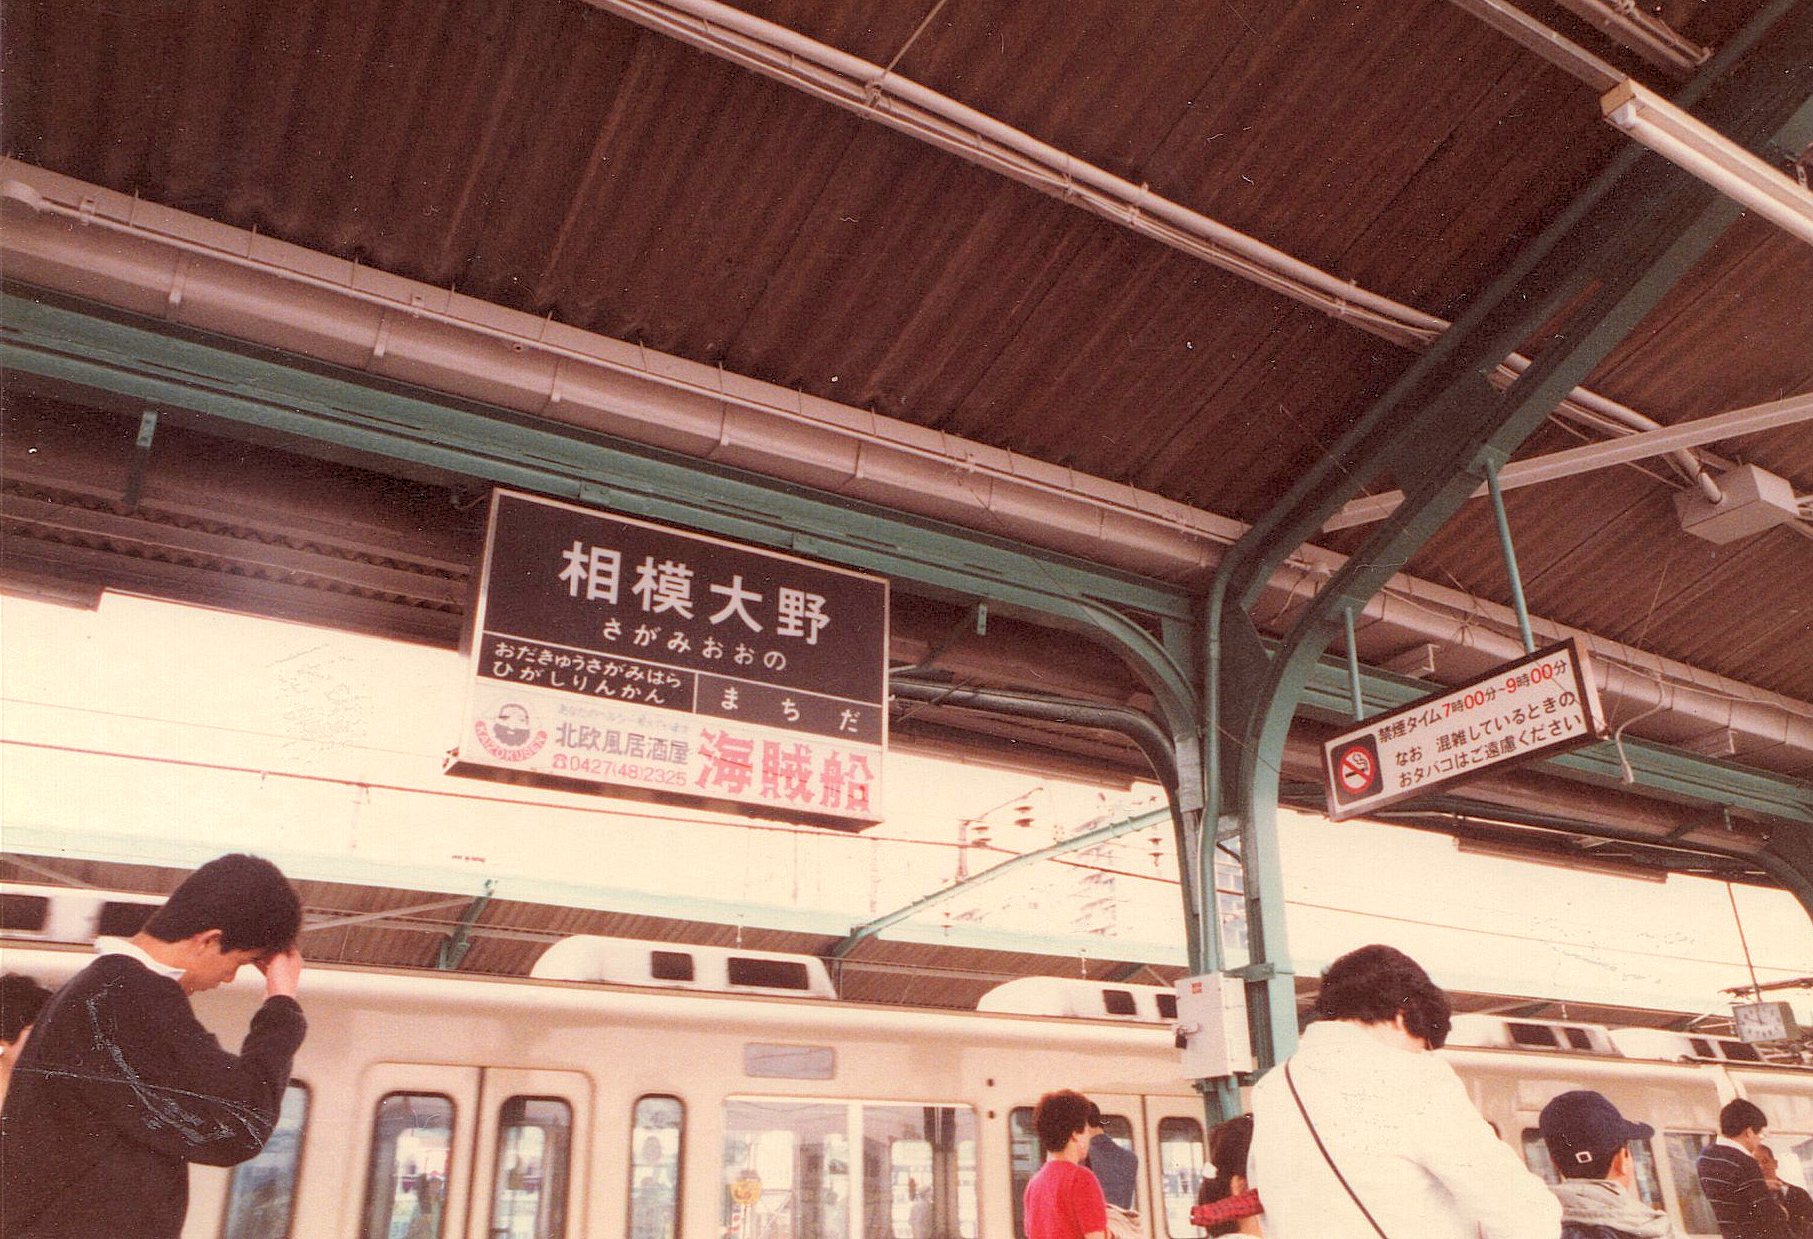 相模大野
さがみおおの
おだきゅうさがみはら
ひがしりんかん
まちだ
KAIZOKUSEN
北欧風居酒屋
☎0427(48)2325
海賊船
禁煙タイム7時00分~9時00分
なお 混雑しているときの
おタバコはご遠慮ください